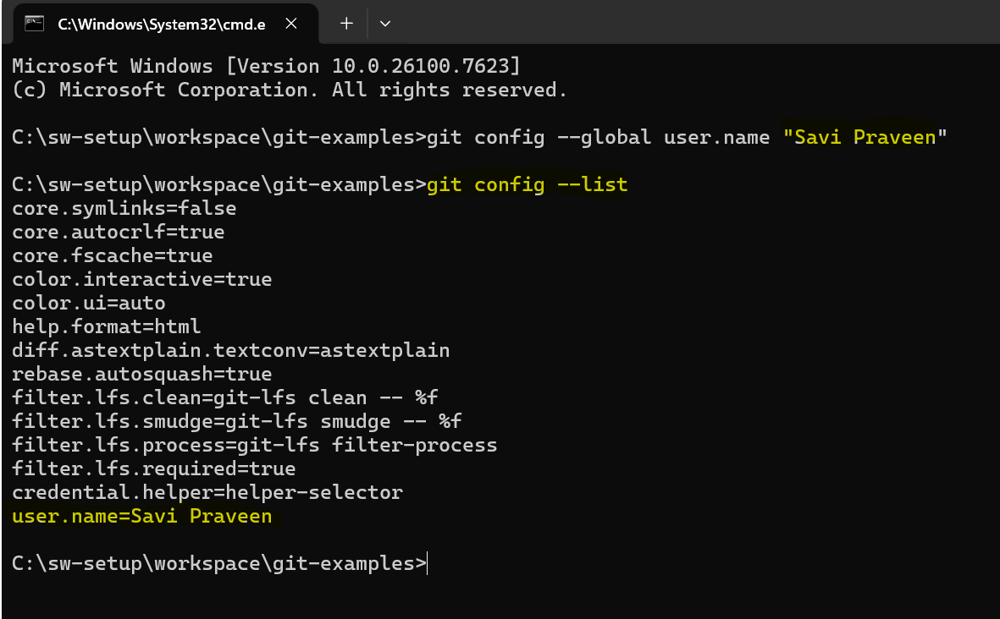 C:\Windows\System32\cmd.e
Microsoft Windows [Version 10.0.26100.7623]
(c) Microsoft Corporation. All rights reserved.
C:\sw-setup\workspace\git-examples>git config --global user.name "Savi Praveen"
C:\sw-setup\workspace\git-examples>git config --list
core.symlinks=false
core.autocrlf=true
core.fscache=true
color.interactive=true
color.ui=auto
help.format=html
diff.astextplain.textconv=astextplain
rebase.autosquash=true
filter.lfs.clean=git-lfs clean -- %f
filter.lfs.smudge=git-lfs smudge -- %f
filter.lfs.process=git-lfs filter-process
filter.lfs.required=true
credential.helper=helper-selector
user.name=Savi Praveen
C:\sw-setup\workspace\git-examples>